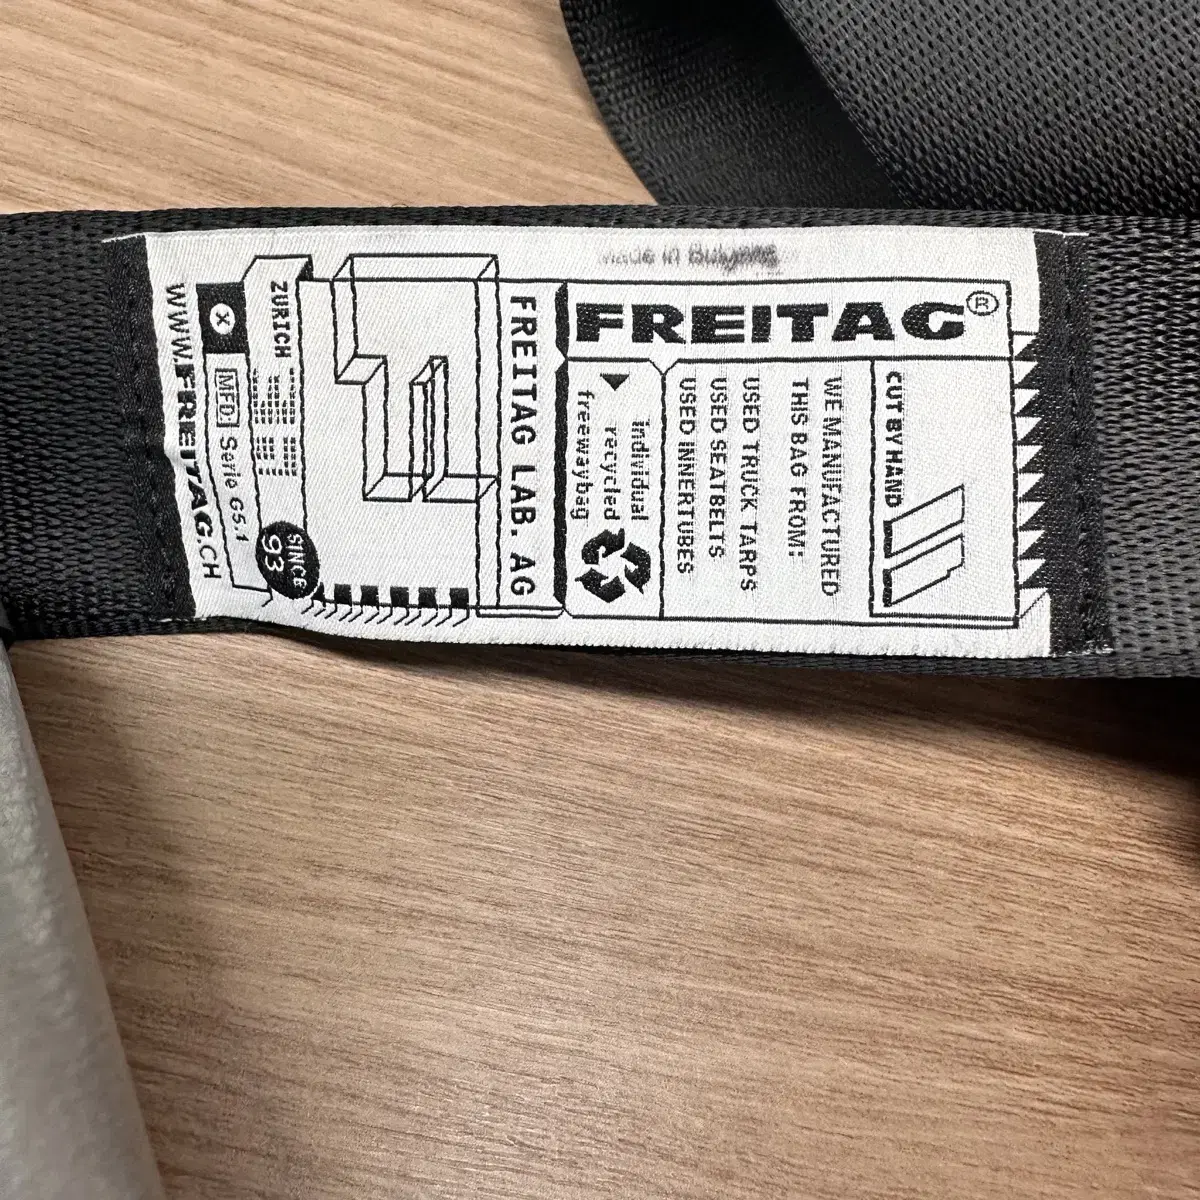 Made in Bulgaria
FREITAG®
CUT BY HAND
WE MANUFACTURED
THIS BAG FROM:
USED TRUCK TARPS
USED SEATBELTS
USED INNERTUBES
individual
recycled
freewaybag
FREITAG LAB. AG
ZURICH
SINCE
93
X
MFD: Serie G5.1
WWW.FREITAG.CH